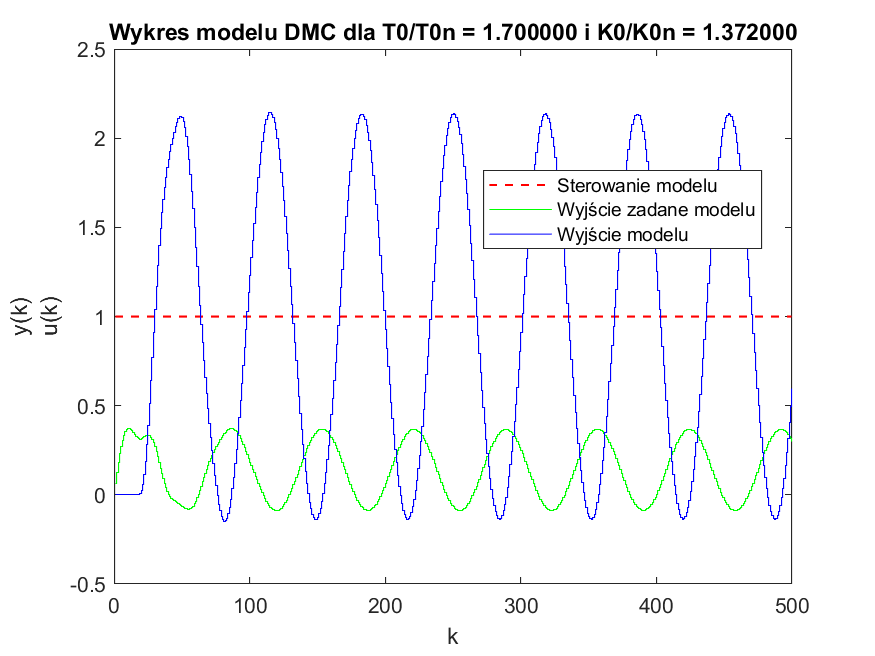 Wykres modelu DMC dla T0/T0n = 1.700000 i K0/K0n = 1.372000
2.5
2
1.5
1
0.5
0
-0.5
y(k)
u(k)
Sterowanie modelu
Wyjście zadane modelu
Wyjście modelu
0
100
200
300
400
500
k